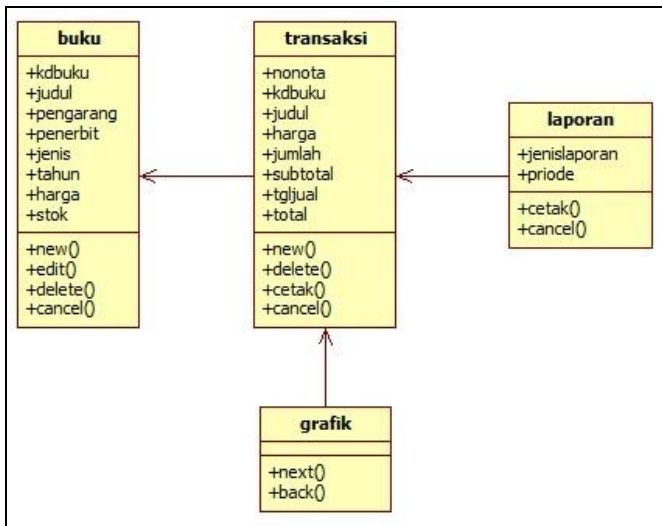 buku
+kdbuku
+judul
+pengarang
+penerbit
+jenis
+tahun
+harga
+stok
+new()
+edit()
+delete()
+cancel()
transaksi
+nonota
+kdbuku
+judul
+harga
+jumlah
+subtotal
+tgljual
+total
+new()
+delete()
+cetak()
+cancel()
laporan
+jenislaporan
+priode
+cetak()
+cancel()
grafik
+next()
+back()